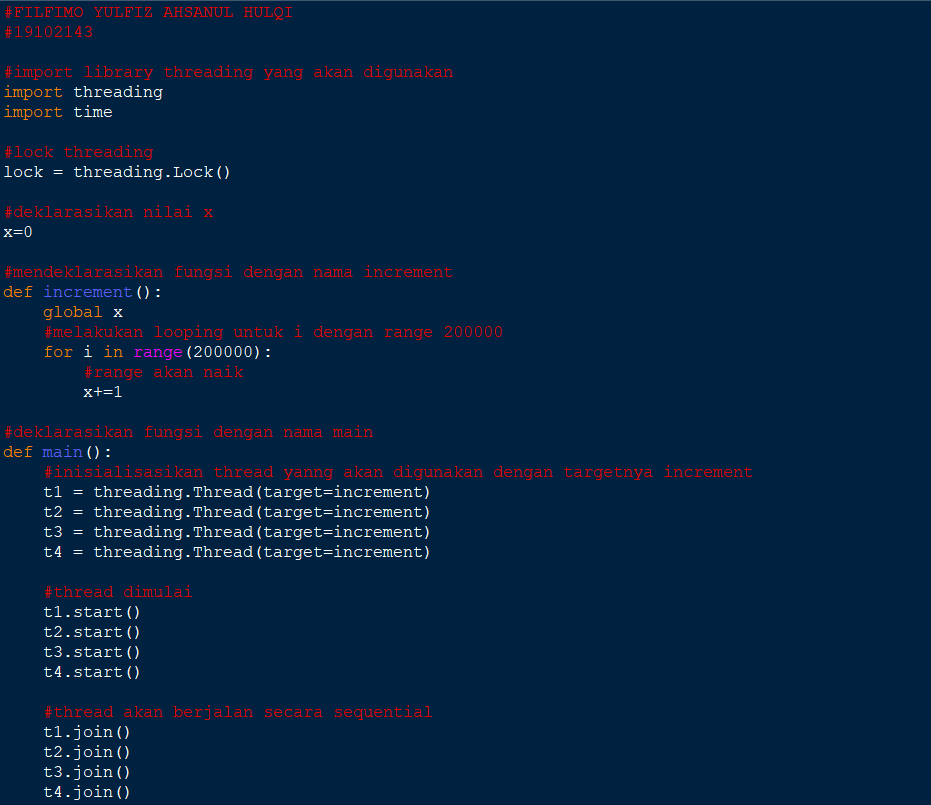 #FILFIMO YULFIZ AHSANUL HULQI
#19102143
#import library threading yang akan digunakan
import threading
import time
#lock threading
lock = threading.Lock()
#deklarasikan nilai x
x=0
#mendeklarasikan fungsi dengan nama increment
def increment():
    global x
    #melakukan looping untuk i dengan range 200000
    for i in range(200000):
        #range akan naik
        x+=1
#deklarasikan fungsi dengan nama main
def main():
    #inisialisasikan thread yanng akan digunakan dengan targetnya increment
    t1 = threading.Thread(target=increment)
    t2 = threading.Thread(target=increment)
    t3 = threading.Thread(target=increment)
    t4 = threading.Thread(target=increment)
    #thread dimulai
    t1.start()
    t2.start()
    t3.start()
    t4.start()
    #thread akan berjalan secara sequential
    t1.join()
    t2.join()
    t3.join()
    t4.join()